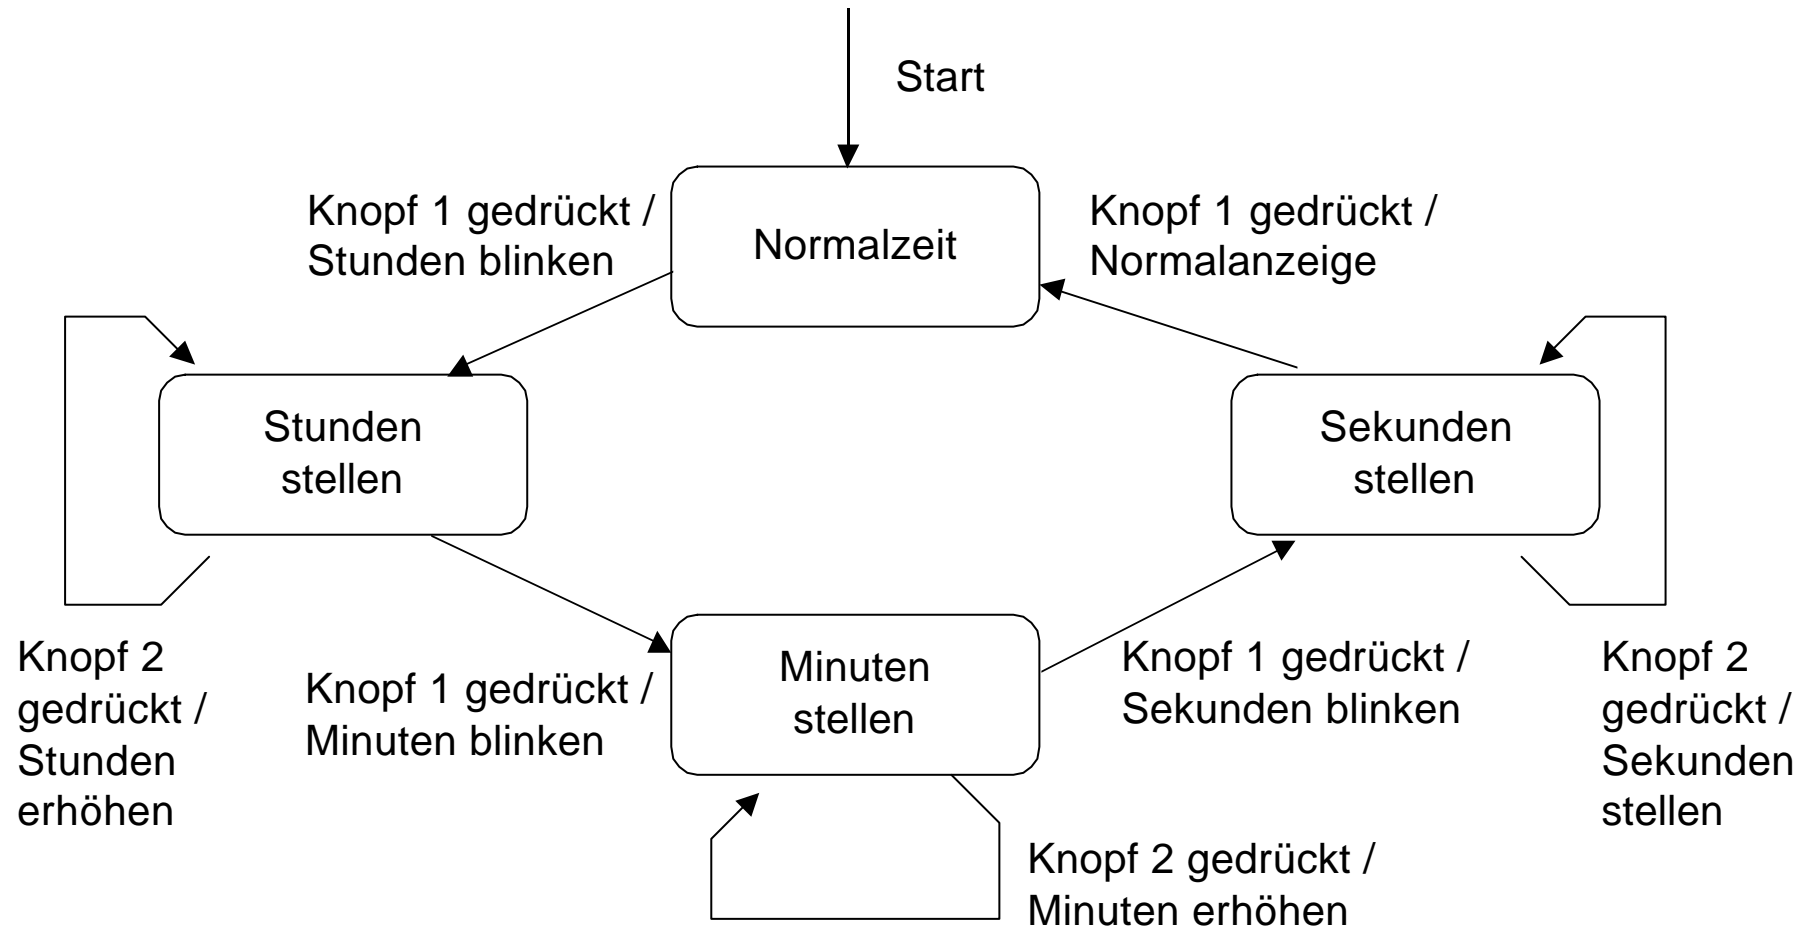 Start
Knopf 1 gedrückt /
Stunden blinken
Normalzeit
Knopf 1 gedrückt /
Normalanzeige
Stunden
stellen
Sekunden
stellen
Knopf 2
gedrückt /
Stunden
erhöhen
Knopf 1 gedrückt /
Minuten blinken
Minuten
stellen
Knopf 1 gedrückt /
Sekunden blinken
Knopf 2
gedrückt /
Sekunden
stellen
Knopf 2 gedrückt /
Minuten erhöhen